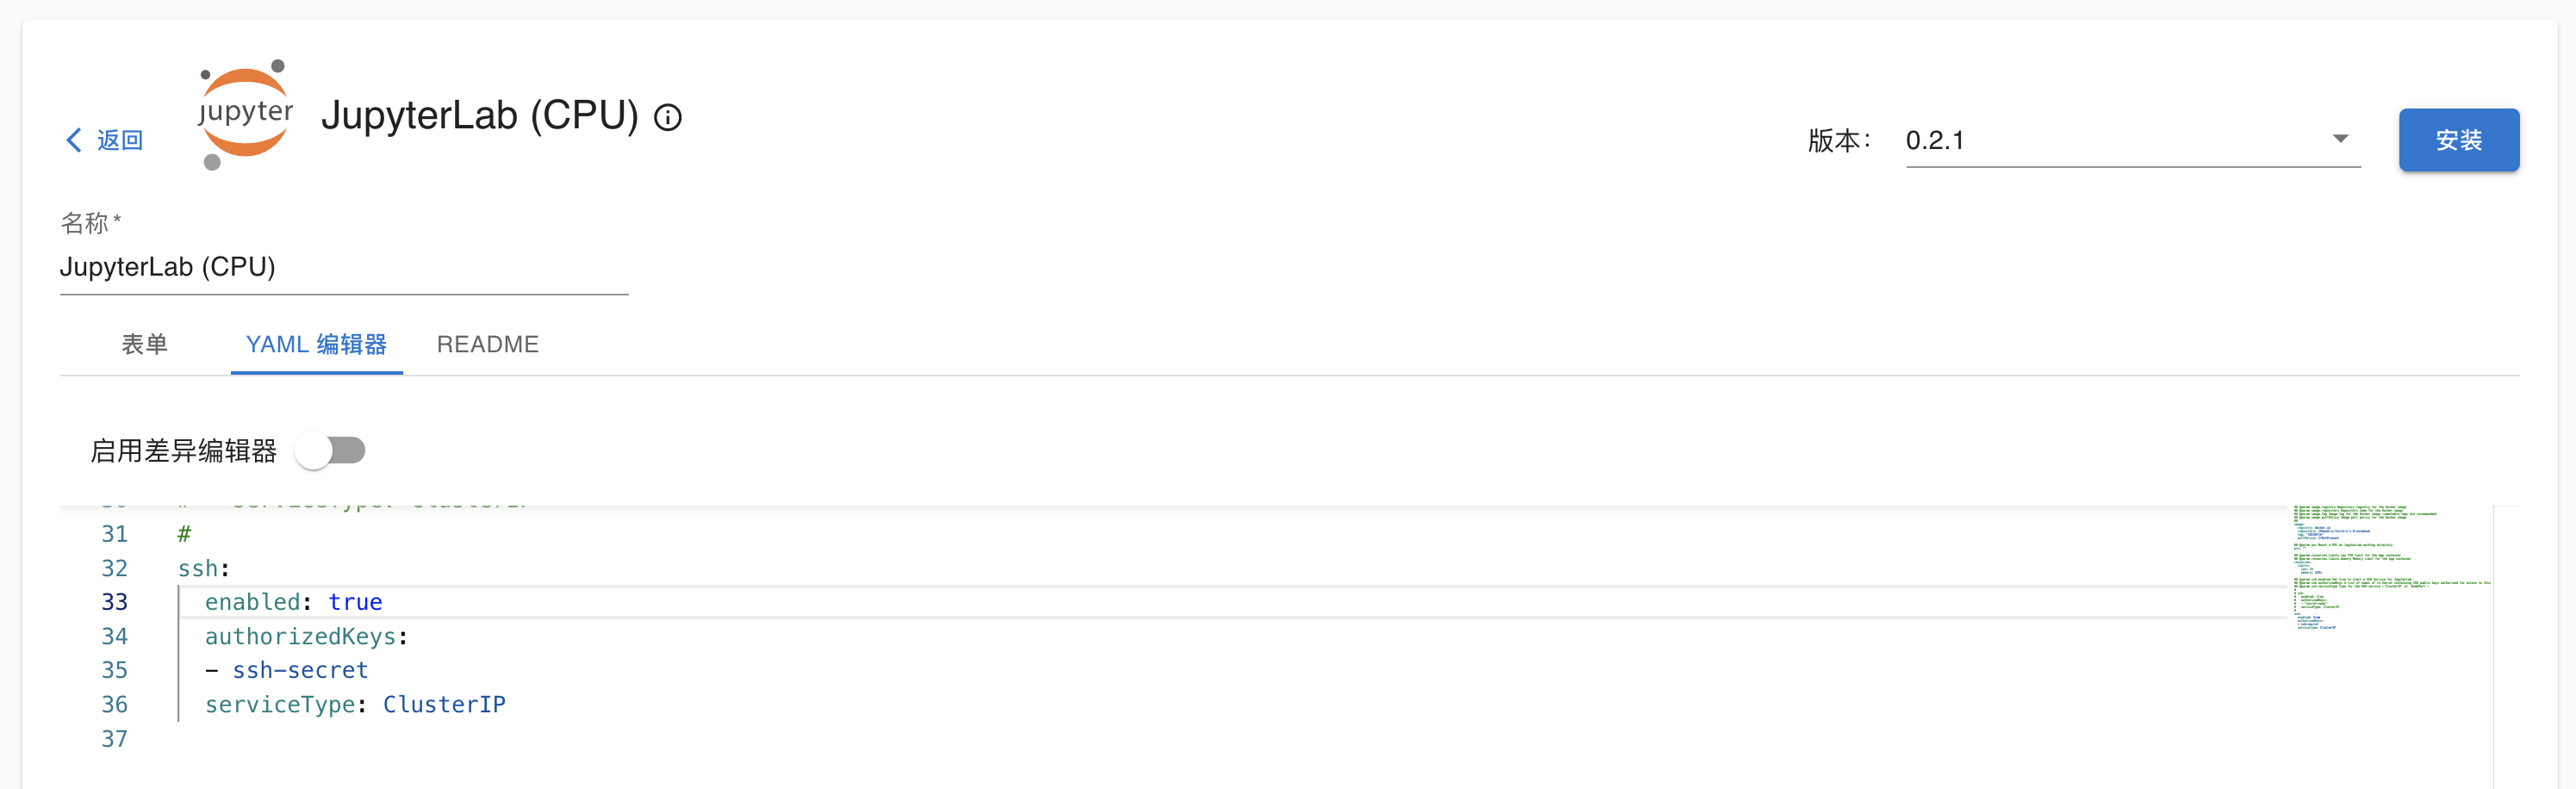 jupyter
JupyterLab (CPU)
返回
版本：
0.2.1
安装
名称 *
JupyterLab (CPU)
表单
YAML 编辑器
README
启用差异编辑器
31 #
32 ssh:
33 enabled: true
34 authorizedKeys:
35 - ssh-secret
36 serviceType: ClusterIP
37